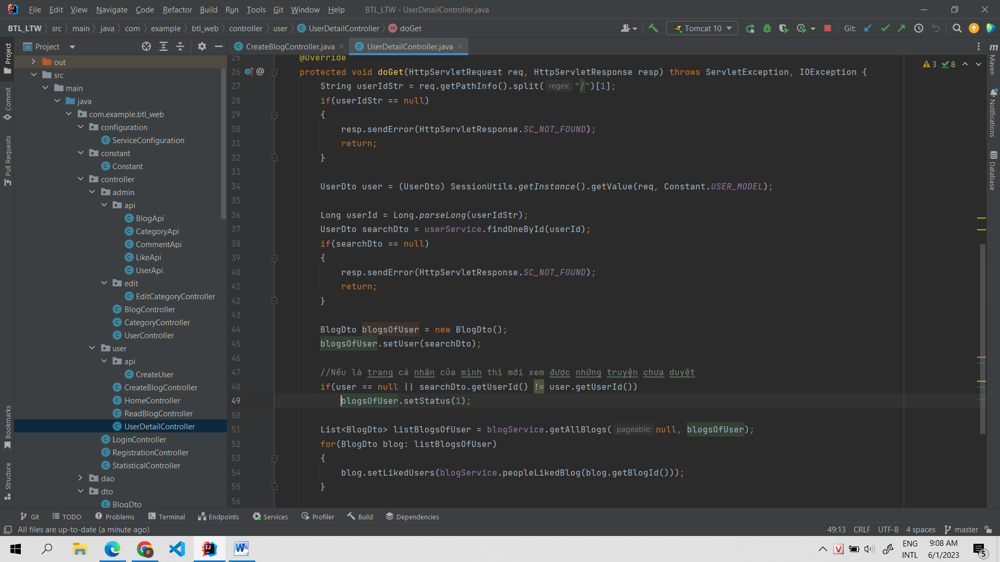 File Edit View Navigate Code Refactor Build Run Tools Git Window Help BTL_LTW - UserDetailController.java
BTL_LTW src main java com example btl_web controller user UserDetailController doGet
Tomcat 10 Git:
Project
CreateBlogController.java UserDetailController.java
out
src
main
java
com.example.btl_web
configuration
ServiceConfiguration
constant
Constant
controller
admin
api
BlogApi
CategoryApi
CommentApi
LikeApi
UserApi
edit
EditCategoryController
BlogController
CategoryController
UserController
user
api
CreateUser
CreateBlogController
HomeController
ReadBlogController
UserDetailController
LoginController
RegistrationController
StatisticalController
dao
dto
BlogDto
Project
Commit
Pull Requests
Bookmarks
Structure
3 8
25 @Override
26 protected void doGet(HttpServletRequest req, HttpServletResponse resp) throws ServletException, IOException {
27 String userIdStr = req.getPathInfo().split( regex: "/")[1];
28 if(userIdStr == null)
29 {
30 resp.sendError(HttpServletResponse.SC_NOT_FOUND);
31 return;
32 }
33
34 UserDto user = (UserDto) SessionUtils.getInstance().getValue(req, Constant.USER_MODEL);
35
36 Long userId = Long.parseLong(userIdStr);
37 UserDto searchDto = userService.findOneById(userId);
38 if(searchDto == null)
39 {
40 resp.sendError(HttpServletResponse.SC_NOT_FOUND);
41 return;
42 }
43
44 BlogDto blogsOfUser = new BlogDto();
45 blogsOfUser.setUser(searchDto);
46
47 //Nếu là trang cá nhân của mình thì mới xem được những truyện chưa duyệt
48 if(user == null || searchDto.getUserId() != user.getUserId())
49 blogsOfUser.setStatus(1);
50
51 List<BlogDto> listBlogsOfUser = blogService.getAllBlogs( pageable: null, blogsOfUser);
52 for(BlogDto blog: listBlogsOfUser)
53 {
54 blog.setLikedUsers(blogService.peopleLikedBlog(blog.getBlogId()));
55 }
56
Maven
Notifications
Database
Git TODO Problems Terminal Endpoints Services Profiler Build Dependencies
All files are up-to-date (a minute ago) 49:13 CRLF UTF-8 4 spaces master
ENG 9:08 AM
INTL 6/1/2023 5